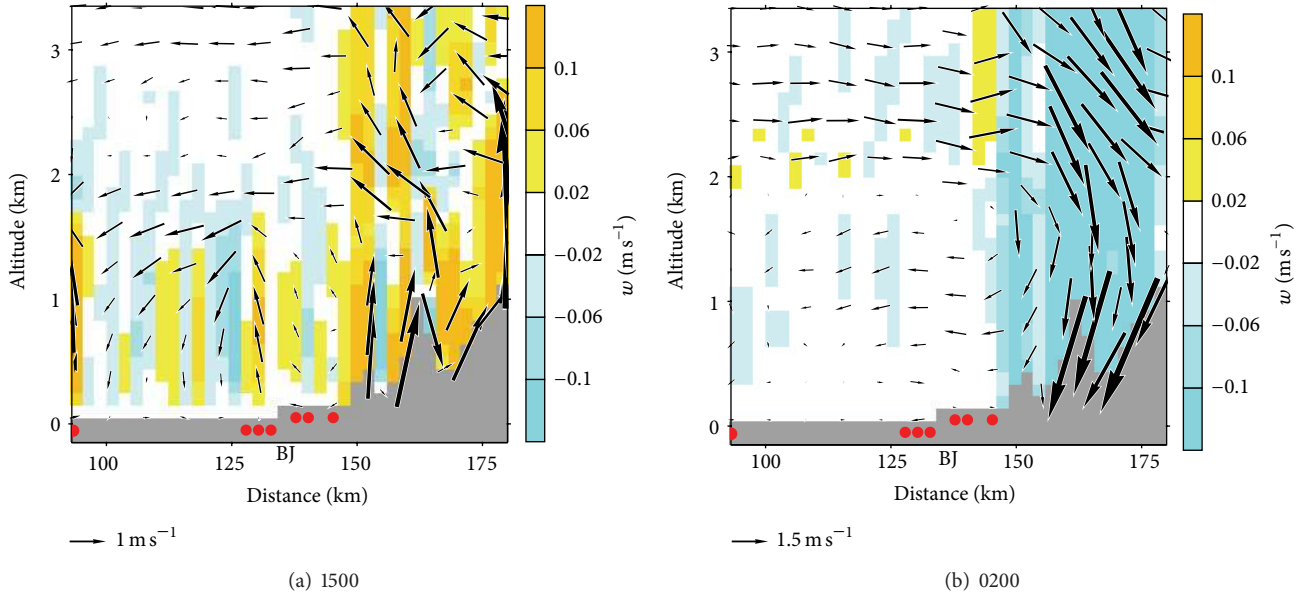 3
2
1
0
Altitude (km)
100
125
150
175
BJ
Distance (km)
1 m s−1
0.1
0.06
0.02
−0.02
−0.06
−0.1
w (m s−1)
(a) 1500
3
2
1
0
Altitude (km)
100
125
150
175
BJ
Distance (km)
1.5 m s−1
0.1
0.06
0.02
−0.02
−0.06
−0.1
w (m s−1)
(b) 0200